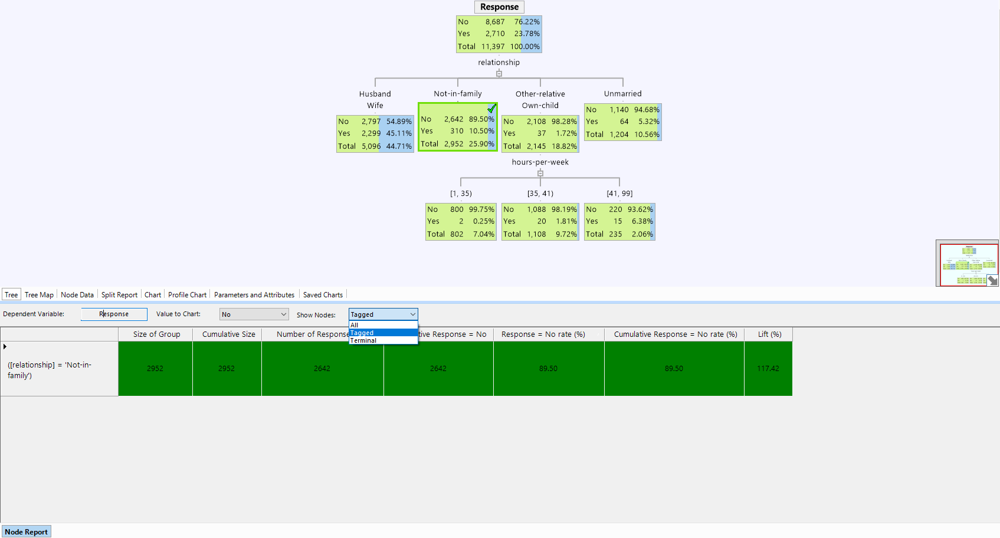 Response
No 8,687 76.22%
Yes 2,710 23.78%
Total 11,397 100.00%
relationship
Husband
Wife
No 2,797 54.89%
Yes 2,299 45.11%
Total 5,096 44.71%
Not-in-family
No 2,642 89.50%
Yes 310 10.50%
Total 2,952 25.90%
Other-relative
Own-child
No 2,108 98.28%
Yes 37 1.72%
Total 2,145 18.82%
Unmarried
No 1,140 94.68%
Yes 64 5.32%
Total 1,204 10.56%
hours-per-week
[1, 35)
No 800 99.75%
Yes 2 0.25%
Total 802 7.04%
[35, 41)
No 1,088 98.19%
Yes 20 1.81%
Total 1,108 9.72%
[41, 99]
No 220 93.62%
Yes 15 6.38%
Total 235 2.06%
Tree Tree Map Node Data Split Report Chart Profile Chart Parameters and Attributes Saved Charts
Dependent Variable: Response Value to Chart: No Show Nodes: Tagged
All
Tagged
Terminal
Size of Group Cumulative Size Number of Response = No Response = No rate (%) Cumulative Response = No rate (%) Lift (%)
([relationship] = 'Not-in-
family')
2952 2952 2642 2642 89.50 89.50 117.42
Node Report